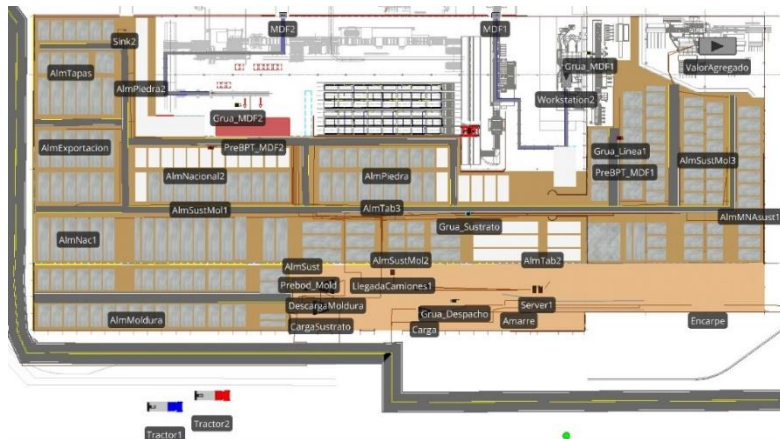 MDF2
MDF1
Sink2
Grua_MDF1
ValorAgregado
AlmTapas
AlmPiedra2
Workstation2
Grua_MDF2
AlmExportacion
PreBPT_MDF2
Grua_Linea1
AlmSustMol3
AlmNacional2
AlmPiedra
PreBPT_MDF1
AlmSustMol1
AlmTab3
AlmMNAsust1
Grua_Sustrato
AlmNac1
AlmSust
AlmSustMol2
AlmTab2
Prebod_Mold
LlegadaCamiones1
DescargaMoldura
Server1
AlmMoldura
CargaSustrato
Grua_Despacho
Carga
Amarre
Encarpe
Tractor2
Tractor1